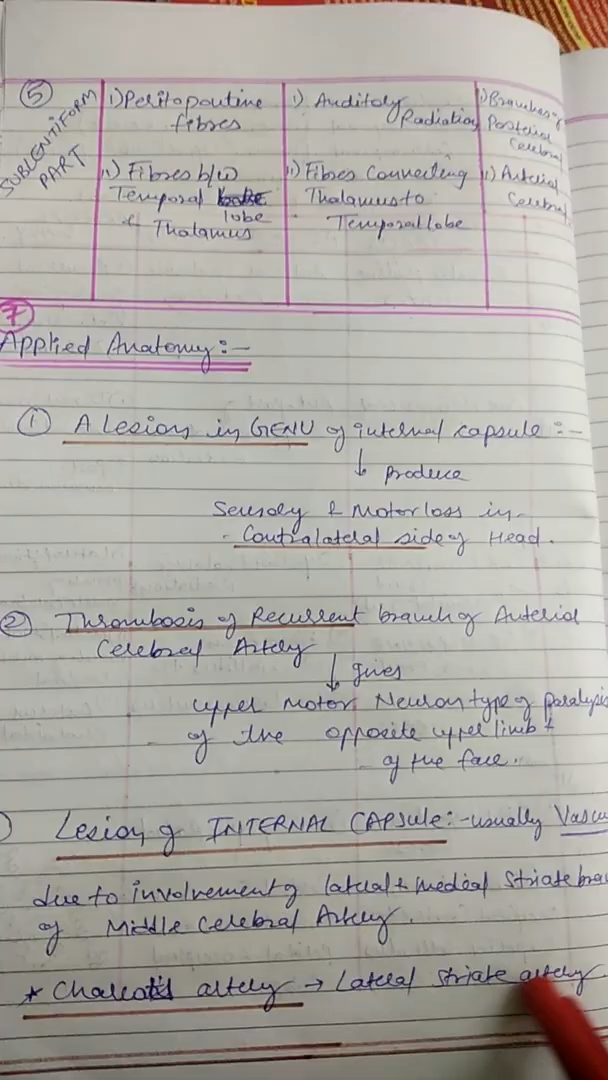 5
SUBLENTIFORM PART
i) Peritopontine fibres
ii) Fibres b/w Temporal lobe & Thalamus
i) Auditory Radiation
ii) Fibres Connecting Thalamus to Temporal lobe
i) Branches of Posterior Cerebral
ii) Arterial Cerebral
7
Applied Anatomy:-
1 A lesion in GENU of internal capsule:-
↓ Produce
Sensory & Motor loss in
Contralateral side of Head.
2 Thrombosis of Recurrent branch of Anterior
Cerebral Artery
↓ gives
Upper Motor Neuron type of paralysis
of the opposite upper limb &
of the face.
) Lesion of INTERNAL CAPSULE:- usually Vascu
due to involvement of lateral & medial Striate bra
of Middle Cerebral Artery.
* Charcot's artery → Lateral Striate artery